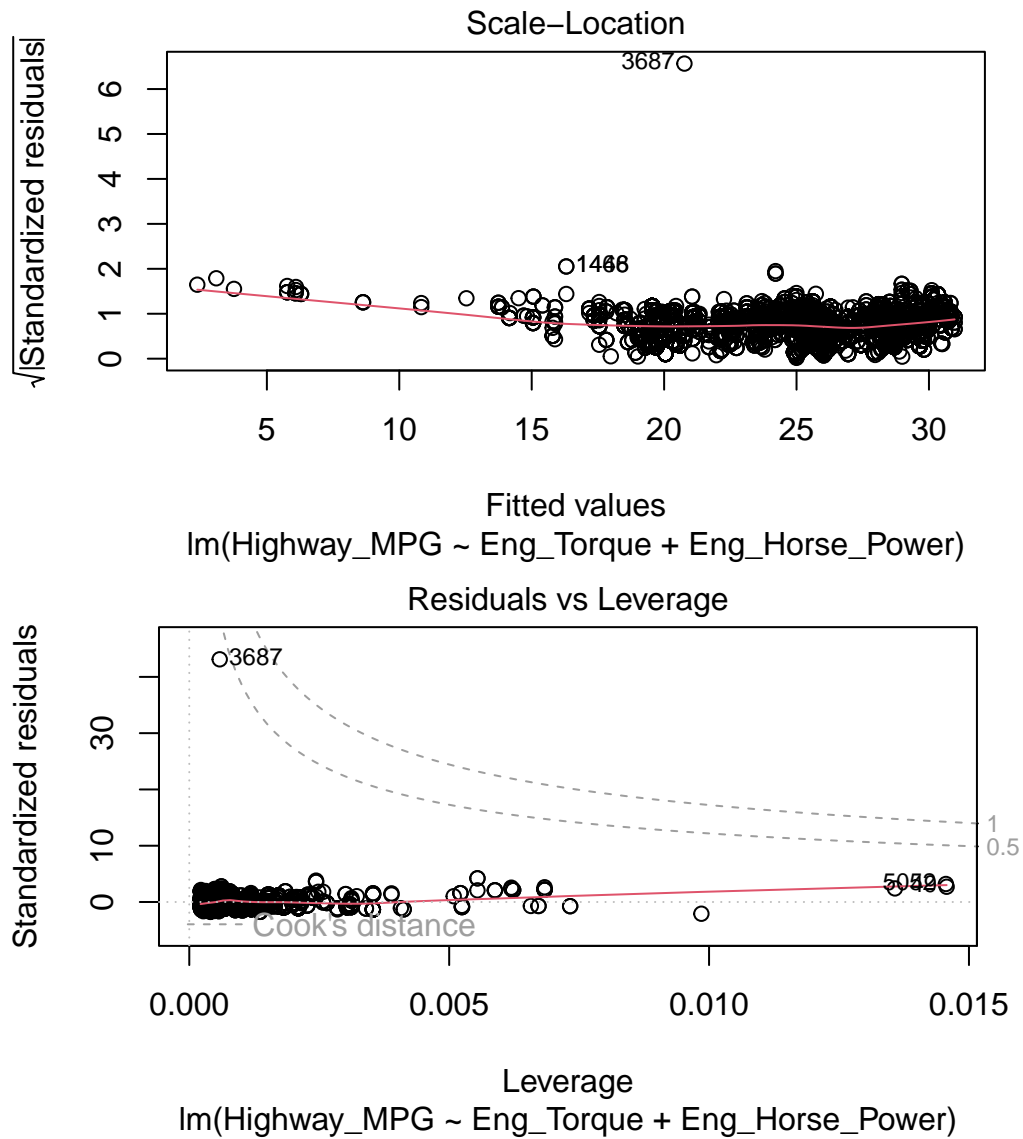 Scale−Location
√|Standardized residuals|
6
5
4
3
2
1
0
3687
5
10
15
20
25
30
Fitted values
lm(Highway_MPG ~ Eng_Torque + Eng_Horse_Power)
Residuals vs Leverage
Standardized residuals
30
10
0
3687
1
0.5
Cook's distance
0.000
0.005
0.010
0.015
Leverage
lm(Highway_MPG ~ Eng_Torque + Eng_Horse_Power)